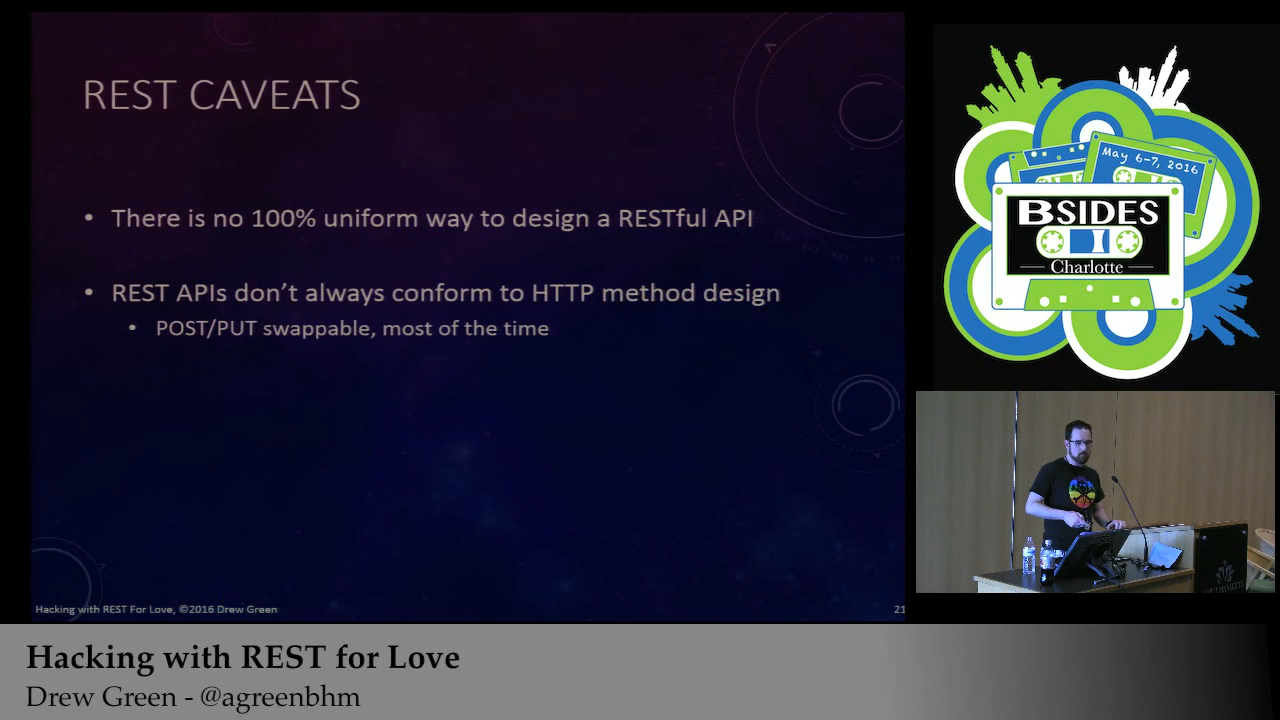 REST CAVEATS
• There is no 100% uniform way to design a RESTful API
• REST APIs don't always conform to HTTP method design
• POST/PUT swappable, most of the time
Hacking with REST For Love, ©2016 Drew Green
21
May 6-7, 2016
BSIDES
Charlotte
Hacking with REST for Love
Drew Green - @agreenbhm